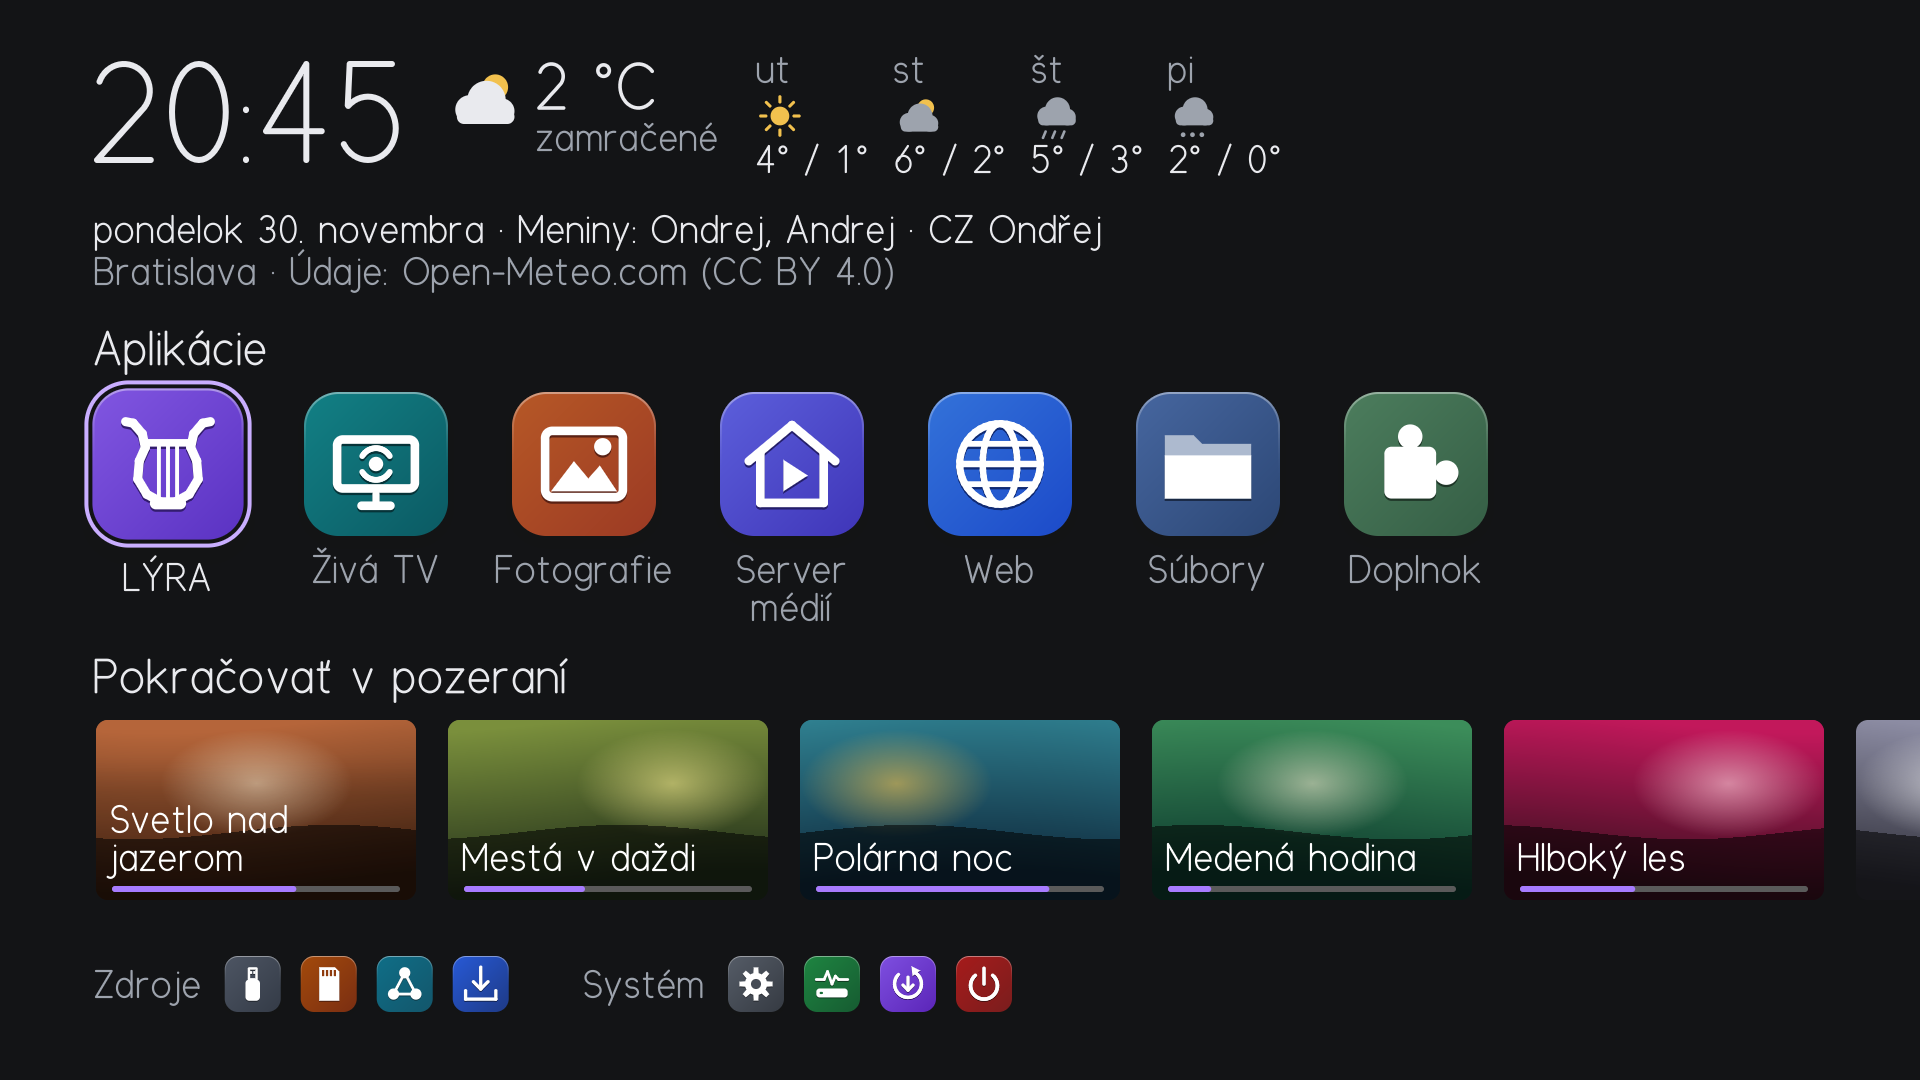 20:45
2 °C
zamračené
ut
4° / 1°
st
6° / 2°
št
5° / 3°
pi
2° / 0°
pondelok 30. novembra · Meniny: Ondrej, Andrej · CZ Ondřej
Bratislava · Údaje: Open-Meteo.com (CC BY 4.0)
Aplikácie
LÝRA
Živá TV
Fotografie
Server
médií
Web
Súbory
Doplnok
Pokračovať v pozeraní
Svetlo nad
jazerom
Mestá v daždi
Polárna noc
Medená hodina
Hlboký les
Zdroje
Systém